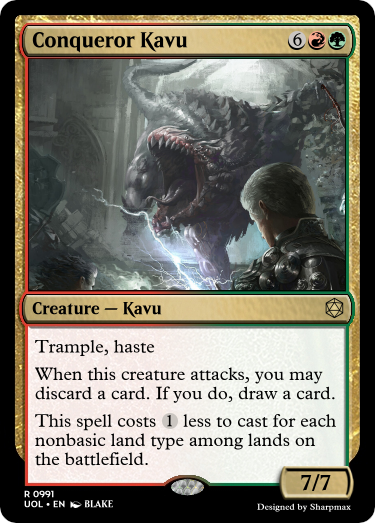 Conqueror Kavu 6
Creature — Kavu
Trample, haste
When this creature attacks, you may
discard a card. If you do, draw a card.
This spell costs 1 less to cast for each
nonbasic land type among lands on
the battlefield.
7/7
R 0991
UOL • EN BLAKE
Designed by Sharpmax